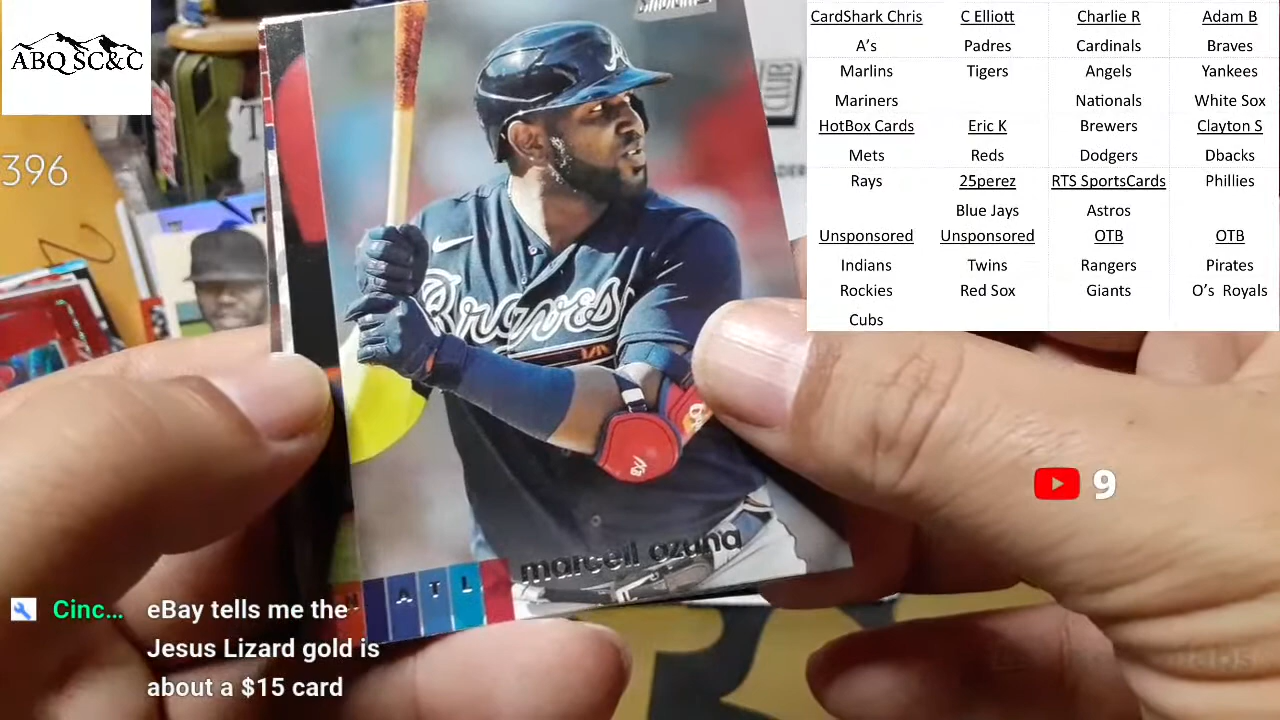 ABQ SC&C
396
CardShark Chris C Elliott Charlie R Adam B
A's Padres Cardinals Braves
Marlins Tigers Angels Yankees
Mariners Nationals White Sox
HotBox Cards Eric K Brewers Clayton S
Mets Reds Dodgers Dbacks
Rays 25perez RTS SportsCards Phillies
Blue Jays Astros
Unsponsored Unsponsored OTB OTB
Indians Twins Rangers Pirates
Rockies Red Sox Giants O's Royals
Cubs
CLUB
Braves
marcell ozuna
N ATL
9
Cinc... eBay tells me the
Jesus Lizard gold is
about a $15 card